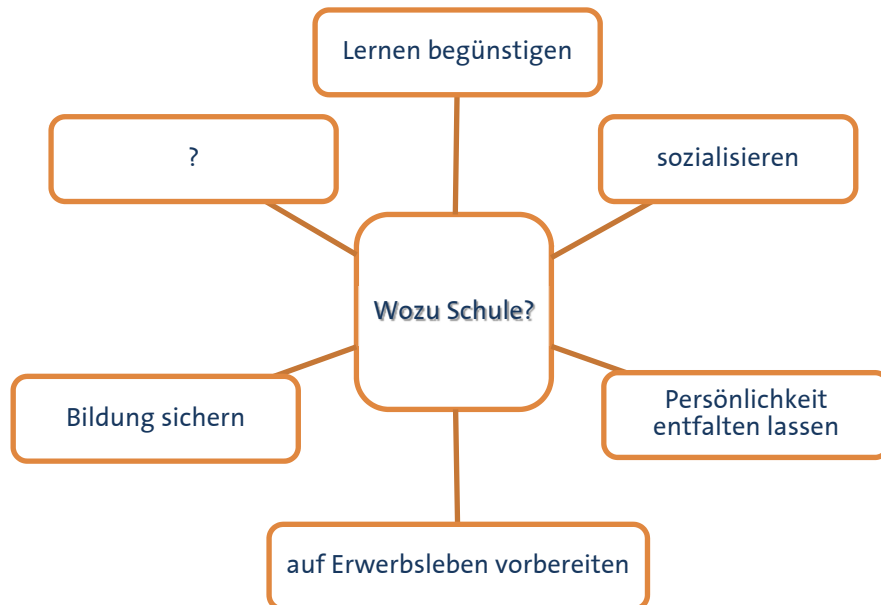 Lernen begünstigen
?
sozialisieren
Wozu Schule?
Bildung sichern
Persönlichkeit
entfalten lassen
auf Erwerbsleben vorbereiten